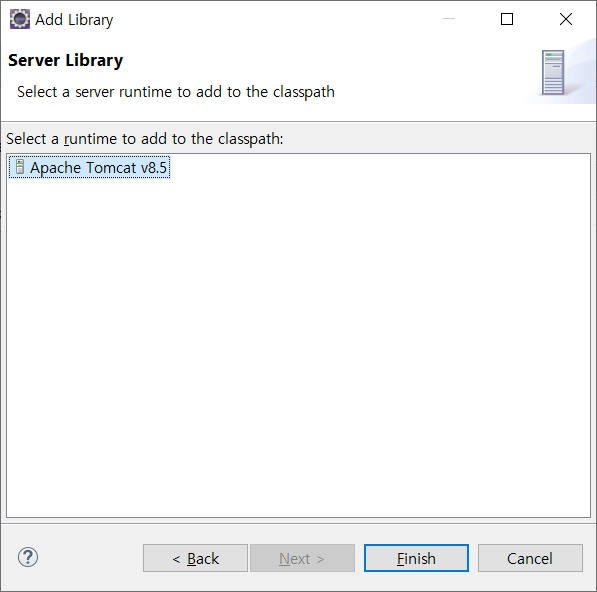 Add Library
Server Library
Select a server runtime to add to the classpath
Select a runtime to add to the classpath:
Apache Tomcat v8.5
?
< Back
Next >
Finish
Cancel